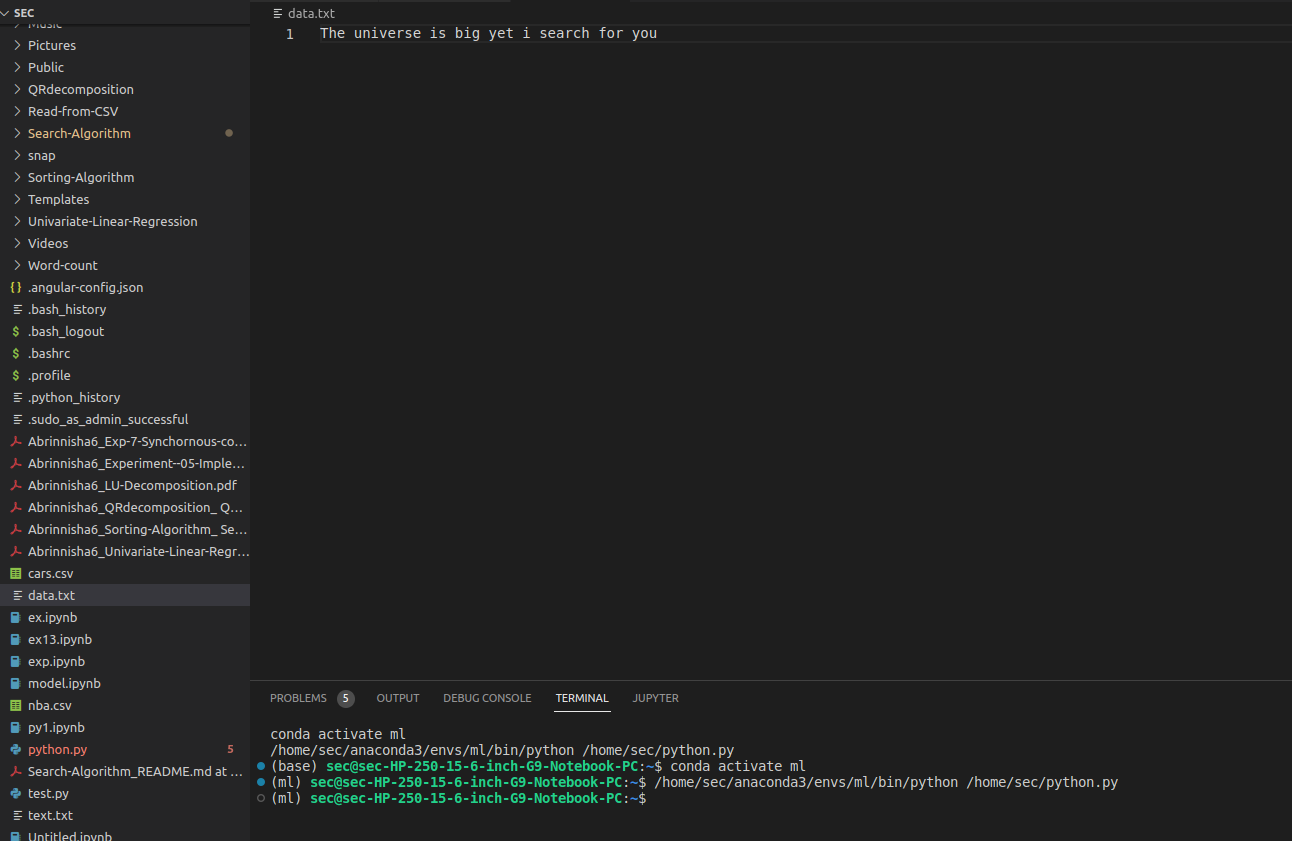 SEC
Music
Pictures
Public
QRdecomposition
Read-from-CSV
Search-Algorithm
snap
Sorting-Algorithm
Templates
Univariate-Linear-Regression
Videos
Word-count
{} .angular-config.json
.bash_history
$ .bash_logout
$ .bashrc
$ .profile
.python_history
.sudo_as_admin_successful
Abrinnisha6_Exp-7-Synchornous-co...
Abrinnisha6_Experiment--05-Imple...
Abrinnisha6_LU-Decomposition.pdf
Abrinnisha6_QRdecomposition_ Q...
Abrinnisha6_Sorting-Algorithm_ Se...
Abrinnisha6_Univariate-Linear-Regr...
cars.csv
data.txt
ex.ipynb
ex13.ipynb
exp.ipynb
model.ipynb
nba.csv
py1.ipynb
python.py 5
Search-Algorithm_README.md at ...
test.py
text.txt
Untitled.ipynb
data.txt
1 The universe is big yet i search for you
PROBLEMS 5 OUTPUT DEBUG CONSOLE TERMINAL JUPYTER
conda activate ml
/home/sec/anaconda3/envs/ml/bin/python /home/sec/python.py
(base) sec@sec-HP-250-15-6-inch-G9-Notebook-PC:~$ conda activate ml
(ml) sec@sec-HP-250-15-6-inch-G9-Notebook-PC:~$ /home/sec/anaconda3/envs/ml/bin/python /home/sec/python.py
(ml) sec@sec-HP-250-15-6-inch-G9-Notebook-PC:~$